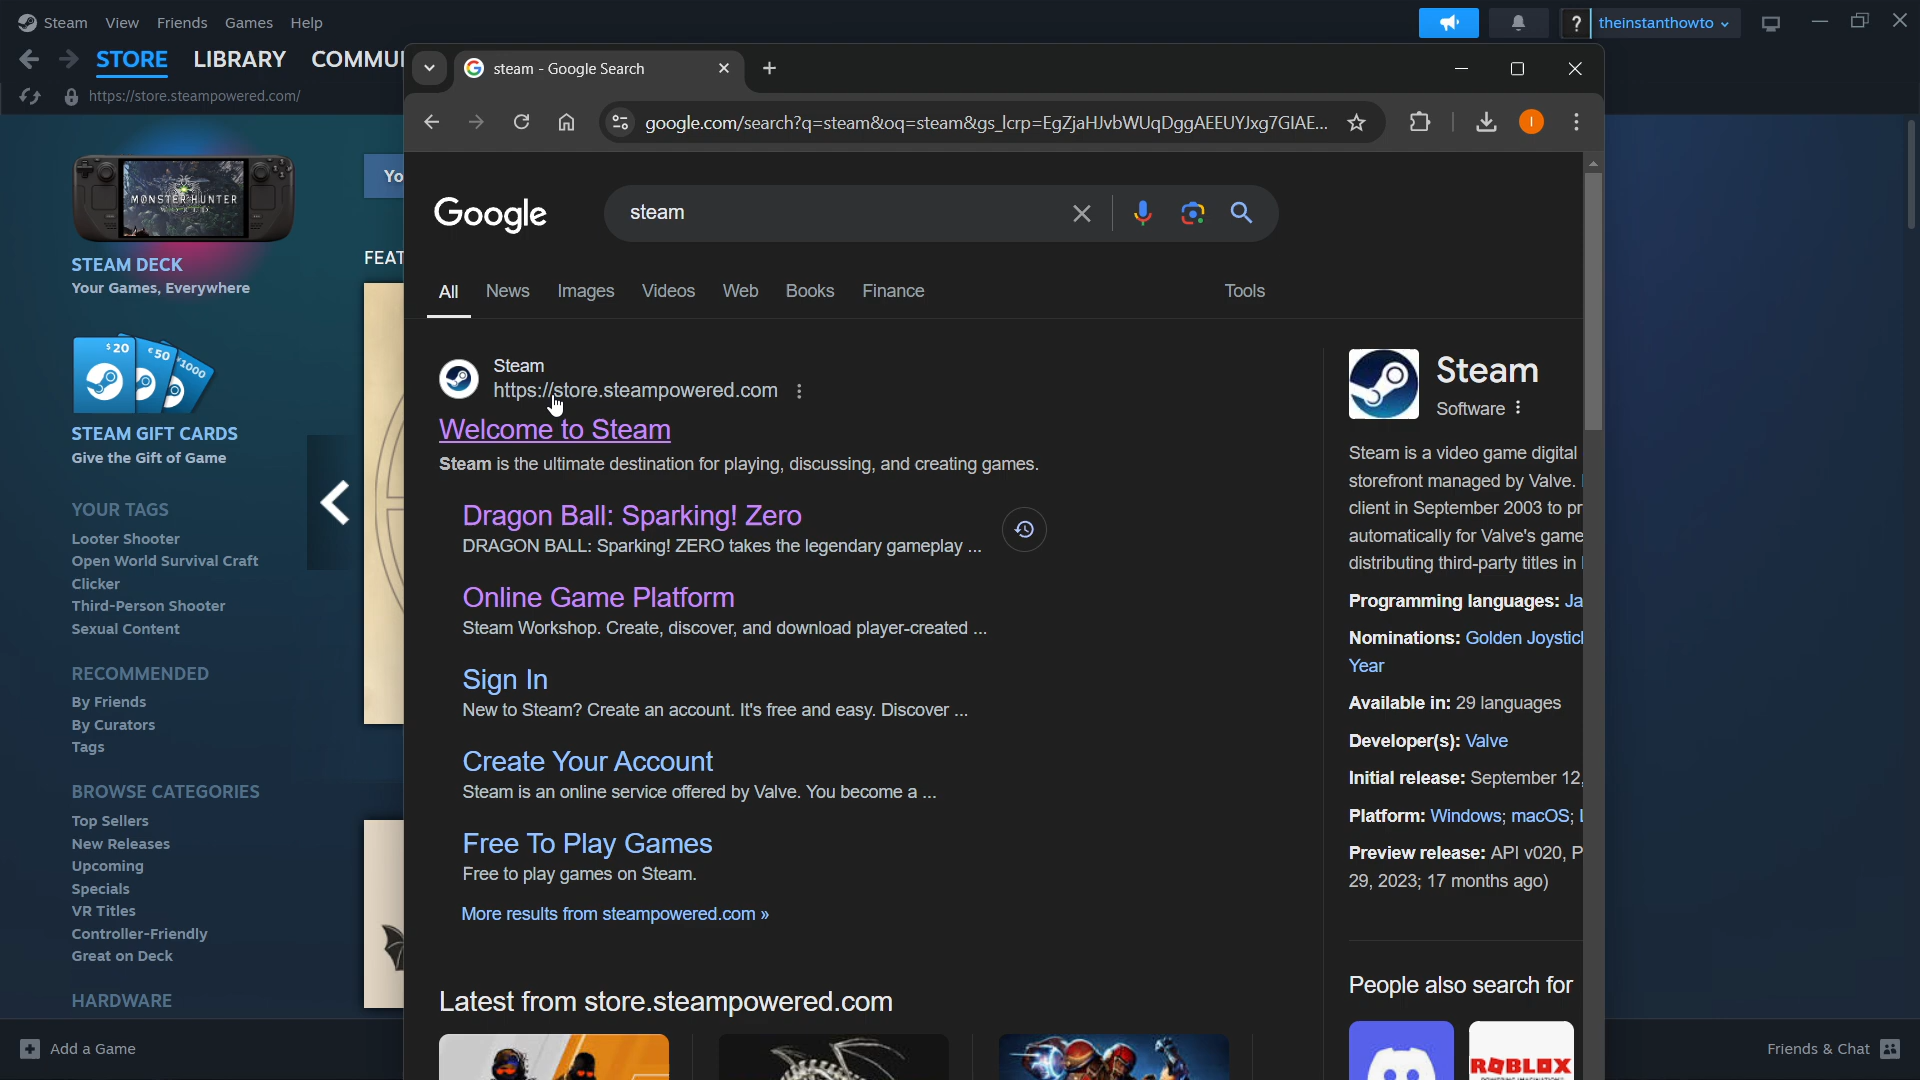 Steam View Friends Games Help
theinstanthowto
STORE LIBRARY COMMU
https://store.steampowered.com/
MONSTER HUNTER
WORLD
STEAM DECK
Your Games, Everywhere
$20 €50 ¥1000
STEAM GIFT CARDS
Give the Gift of Game
YOUR TAGS
Looter Shooter
Open World Survival Craft
Clicker
Third-Person Shooter
Sexual Content
RECOMMENDED
By Friends
By Curators
Tags
BROWSE CATEGORIES
Top Sellers
New Releases
Upcoming
Specials
VR Titles
Controller-Friendly
Great on Deck
HARDWARE
Add a Game
Yo
FEAT
steam - Google Search
google.com/search?q=steam&oq=steam&gs_lcrp=EgZjaHJvbWUqDggAEEUYJxg7GIAE...
I
Google
steam
All News Images Videos Web Books Finance Tools
Steam
https://store.steampowered.com
Welcome to Steam
Steam is the ultimate destination for playing, discussing, and creating games.
Dragon Ball: Sparking! Zero
DRAGON BALL: Sparking! ZERO takes the legendary gameplay ...
Online Game Platform
Steam Workshop. Create, discover, and download player-created ...
Sign In
New to Steam? Create an account. It's free and easy. Discover ...
Create Your Account
Steam is an online service offered by Valve. You become a ...
Free To Play Games
Free to play games on Steam.
More results from steampowered.com »
Latest from store.steampowered.com
Steam
Software
Steam is a video game digital
storefront managed by Valve.
client in September 2003 to pr
automatically for Valve's game
distributing third-party titles in
Programming languages: Ja
Nominations: Golden Joystick
Year
Available in: 29 languages
Developer(s): Valve
Initial release: September 12,
Platform: Windows; macOS; L
Preview release: API v020, P
29, 2023; 17 months ago)
People also search for
ROBLOX
Friends & Chat